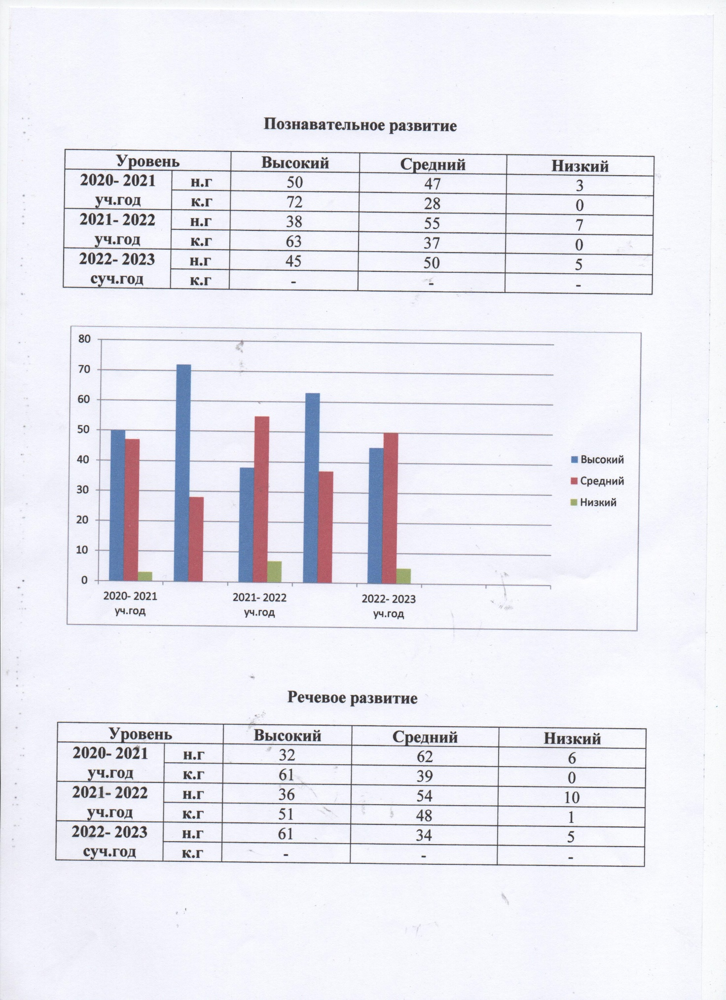 Познавательное развитие
Уровень Высокий Средний Низкий
2020- 2021 уч.год н.г 50 47 3
к.г 72 28 0
2021- 2022 уч.год н.г 38 55 7
к.г 63 37 0
2022- 2023 суч.год н.г 45 50 5
к.г - - -
80
70
60
50
40
30
20
10
0
2020- 2021 2021- 2022 2022- 2023
уч.год уч.год уч.год
Высокий
Средний
Низкий
Речевое развитие
Уровень Высокий Средний Низкий
2020- 2021 уч.год н.г 32 62 6
к.г 61 39 0
2021- 2022 уч.год н.г 36 54 10
к.г 51 48 1
2022- 2023 суч.год н.г 61 34 5
к.г - - -